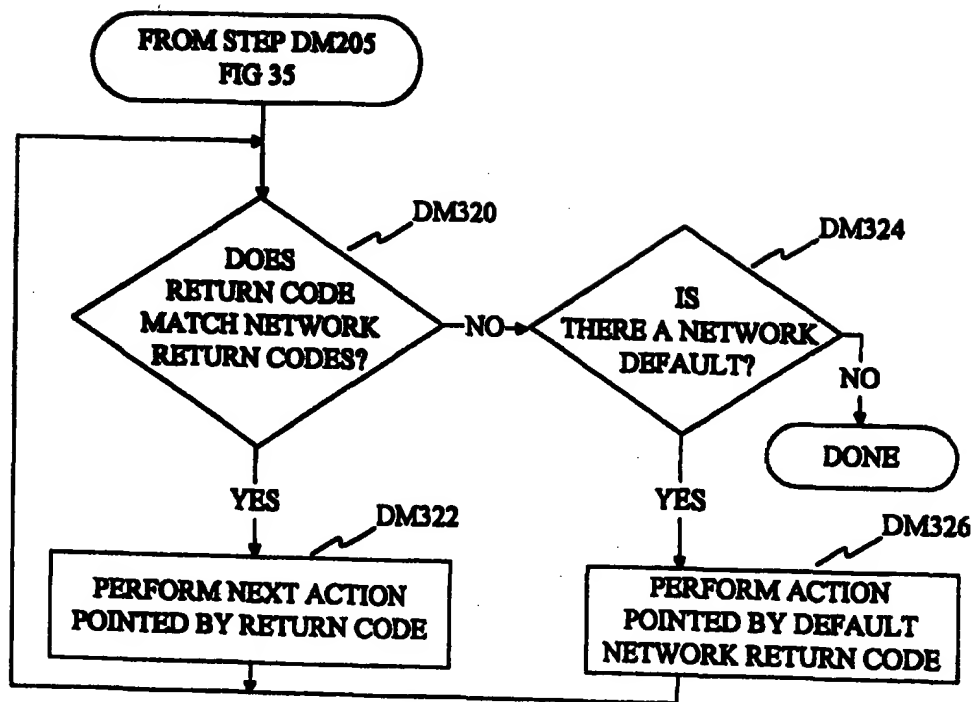 FROM STEP DM205
FIG 35
DM320
DOES
RETURN CODE
MATCH NETWORK
RETURN CODES?
NO
DM324
IS
THERE A NETWORK
DEFAULT?
NO
DONE
YES
DM322
PERFORM NEXT ACTION
POINTED BY RETURN CODE
YES
DM326
PERFORM ACTION
POINTED BY DEFAULT
NETWORK RETURN CODE